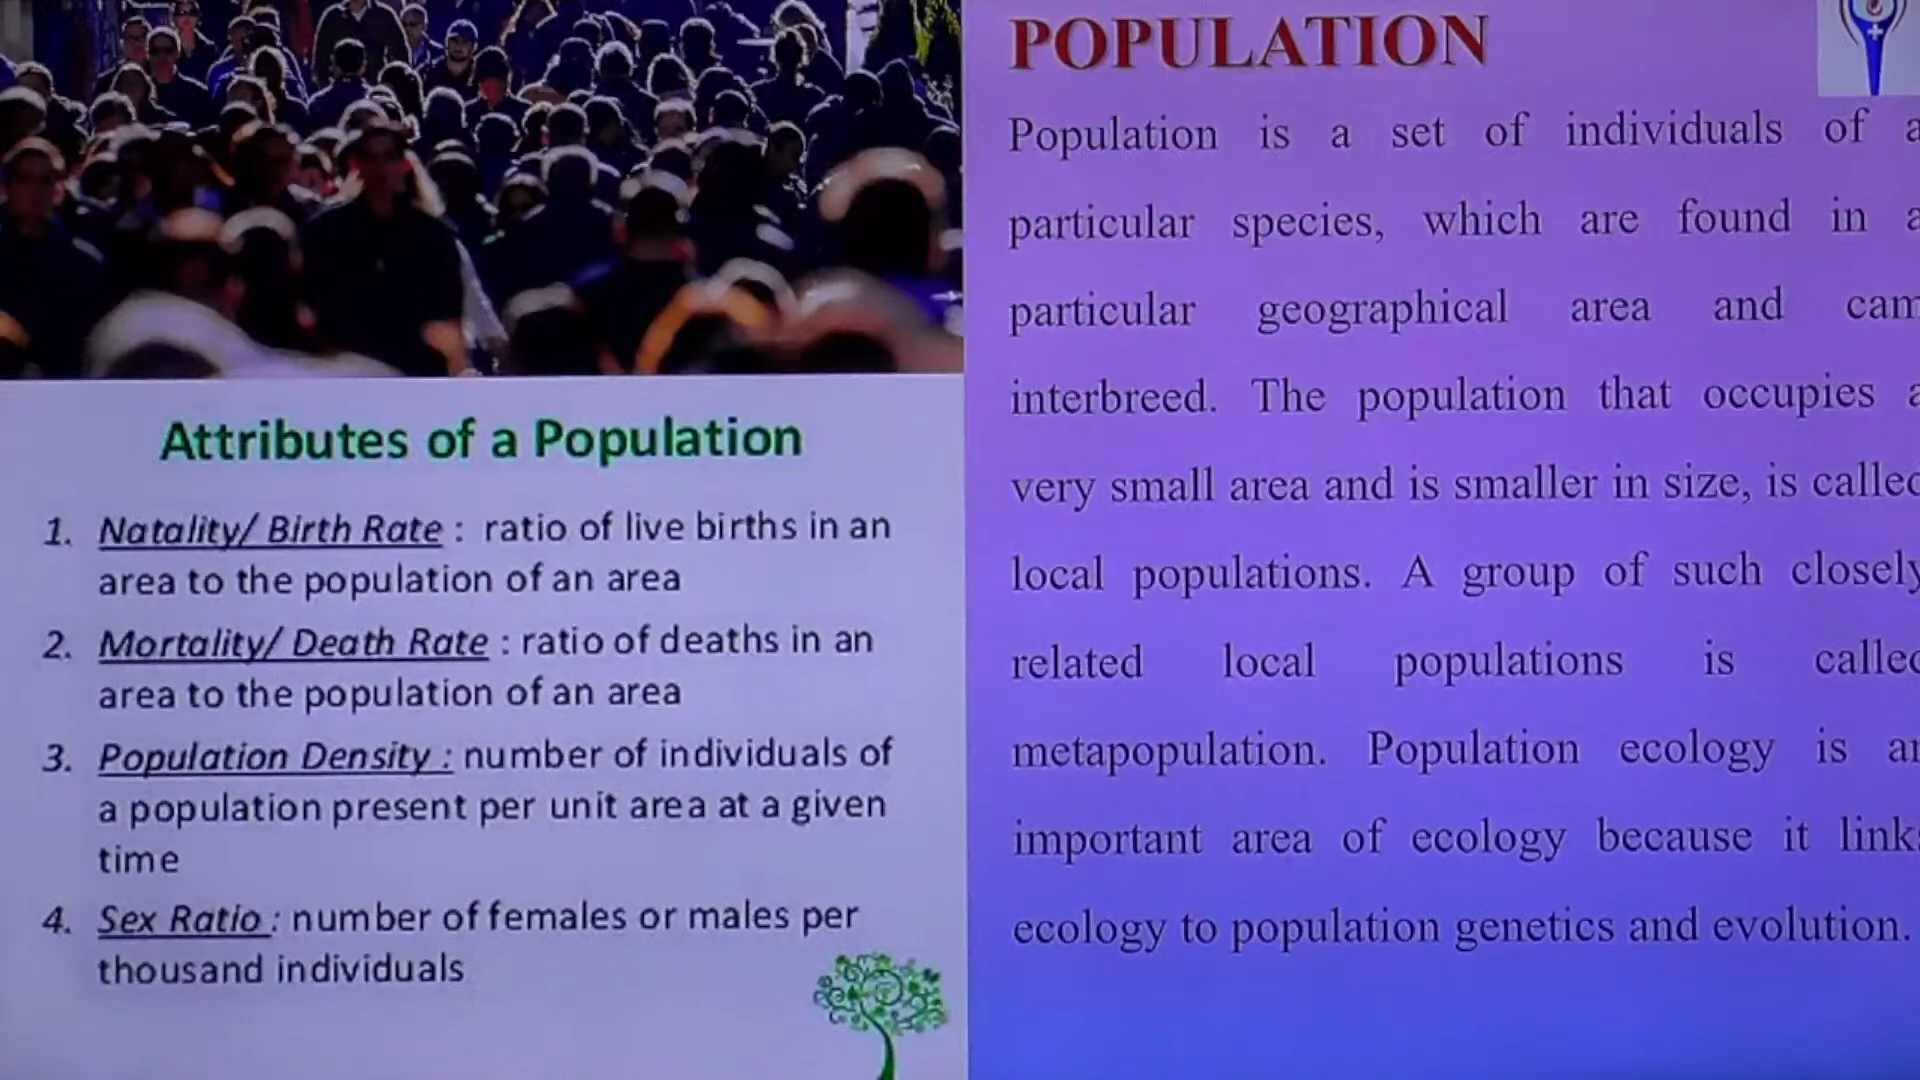 Attributes of a Population
1. Natality/ Birth Rate : ratio of live births in an
area to the population of an area
2. Mortality/ Death Rate : ratio of deaths in an
area to the population of an area
3. Population Density : number of individuals of
a population present per unit area at a given
time
4. Sex Ratio : number of females or males per
thousand individuals
POPULATION
Population is a set of individuals of a
particular species, which are found in a
particular geographical area and
interbreed. The population that occupies a
very small area and is smaller in size, is called
local populations. A group of such closely
related local populations is called
metapopulation. Population ecology is an
important area of ecology because it links
ecology to population genetics and evolution.